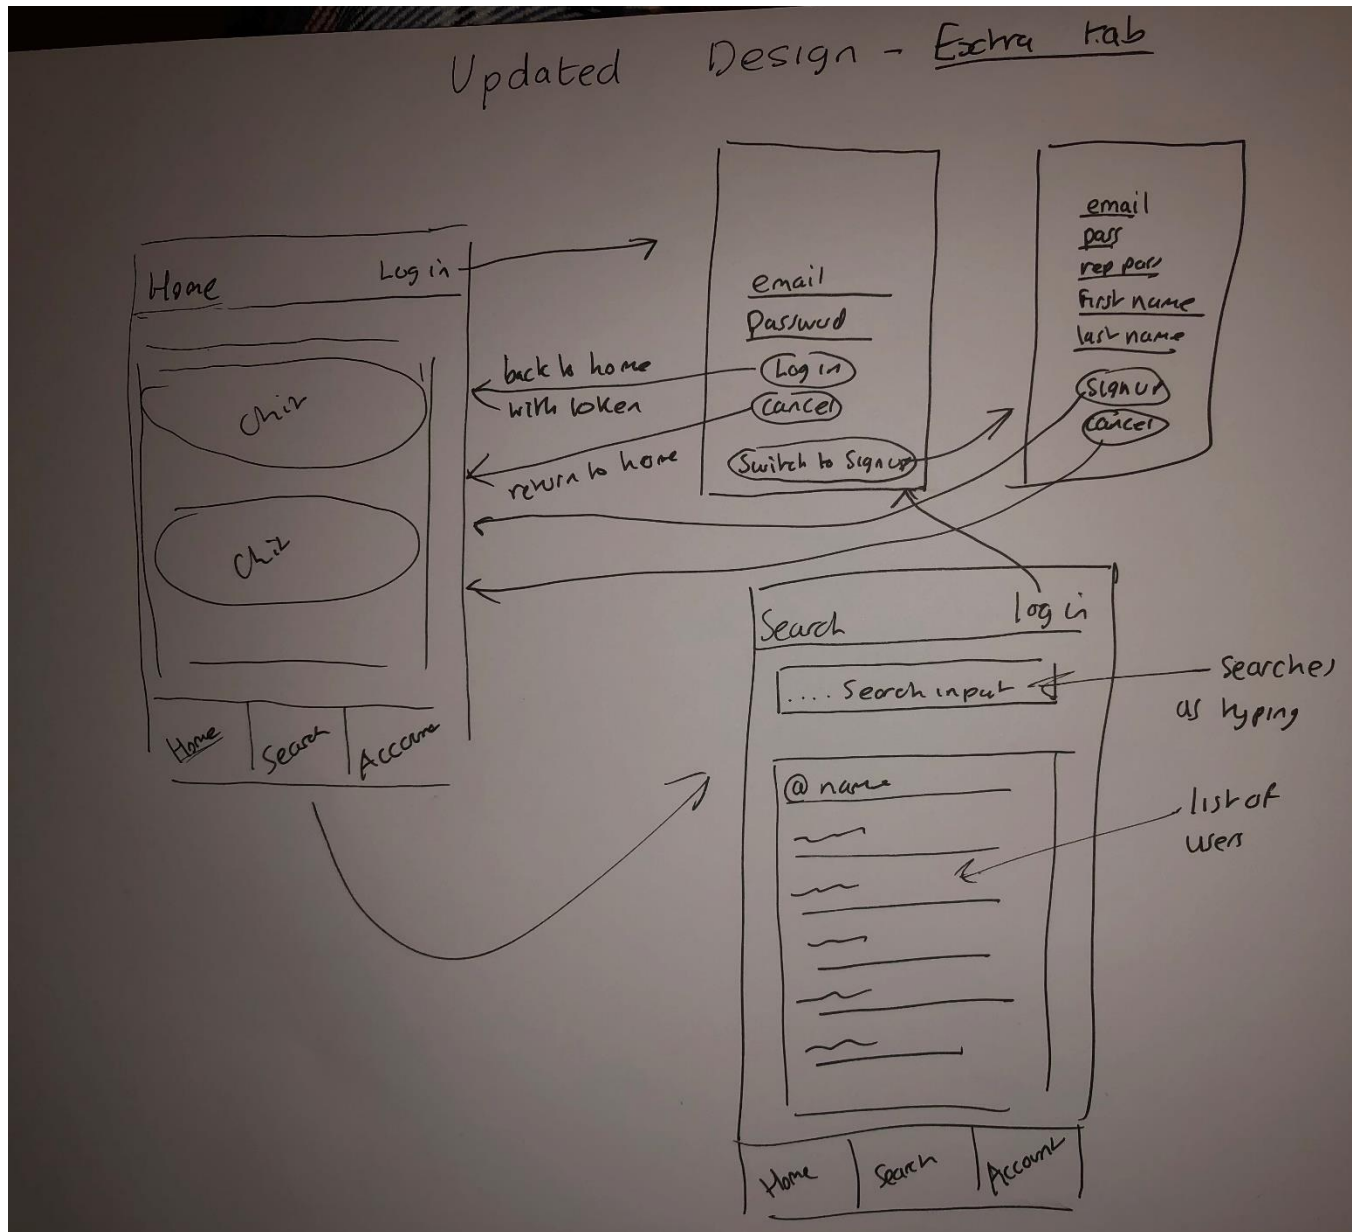 Updated Design - Extra tab
Home Log in
Chit
Chit
Home Search Account
back to home
with token
return to home
email
Password
Log in
Cancel
Switch to Signup
email
pass
rep pass
First name
last name
Signup
Cancel
Search log in
.... Search input
searches
as typing
@ name
list of
users
Home Search Account